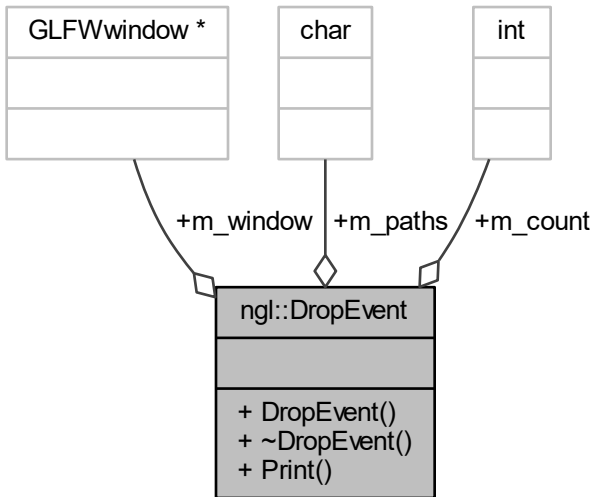 GLFWwindow *
char
int
+m_window
+m_paths
+m_count
ngl::DropEvent
+ DropEvent()
+ ~DropEvent()
+ Print()